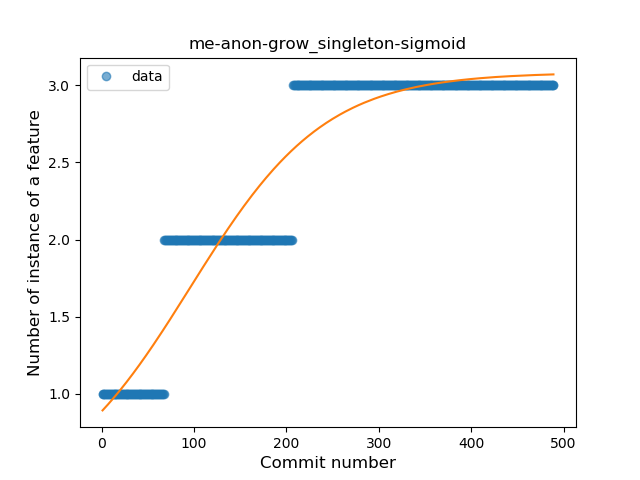 me-anon-grow_singleton-sigmoid
data
Number of instance of a feature
3.0
2.5
2.0
1.5
1.0
0
100
200
300
400
500
Commit number